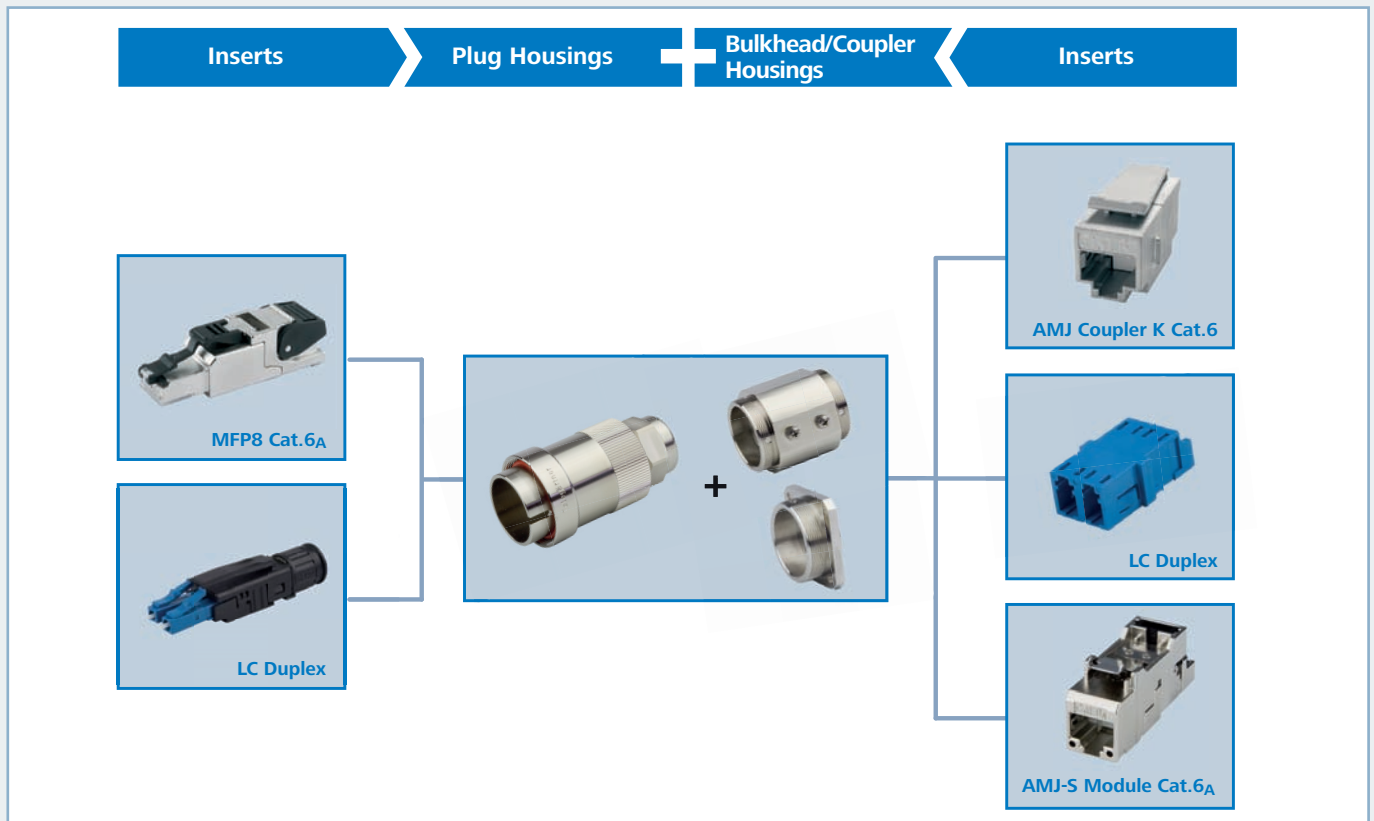 Inserts
Plug Housings
Bulkhead/Coupler
Housings
Inserts
MFP8 Cat.6A
LC Duplex
+
AMJ Coupler K Cat.6
LC Duplex
AMJ-S Module Cat.6A